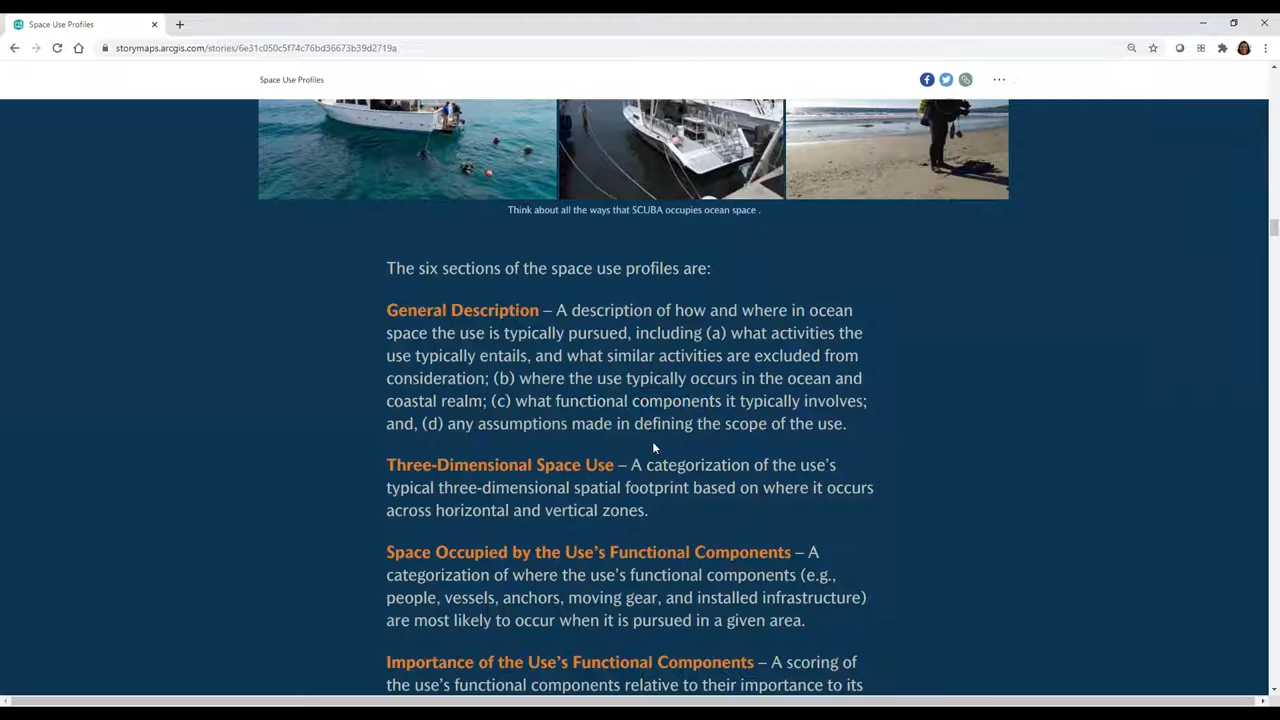 Space Use Profiles
storymaps.arcgis.com/stories/6e31c050c5f74c76bd36673b39d2719a
Space Use Profiles
Think about all the ways that SCUBA occupies ocean space .
The six sections of the space use profiles are:
General Description – A description of how and where in ocean
space the use is typically pursued, including (a) what activities the
use typically entails, and what similar activities are excluded from
consideration; (b) where the use typically occurs in the ocean and
coastal realm; (c) what functional components it typically involves;
and, (d) any assumptions made in defining the scope of the use.
Three-Dimensional Space Use – A categorization of the use's
typical three-dimensional spatial footprint based on where it occurs
across horizontal and vertical zones.
Space Occupied by the Use's Functional Components – A
categorization of where the use's functional components (e.g.,
people, vessels, anchors, moving gear, and installed infrastructure)
are most likely to occur when it is pursued in a given area.
Importance of the Use's Functional Components – A scoring of
the use's functional components relative to their importance to its